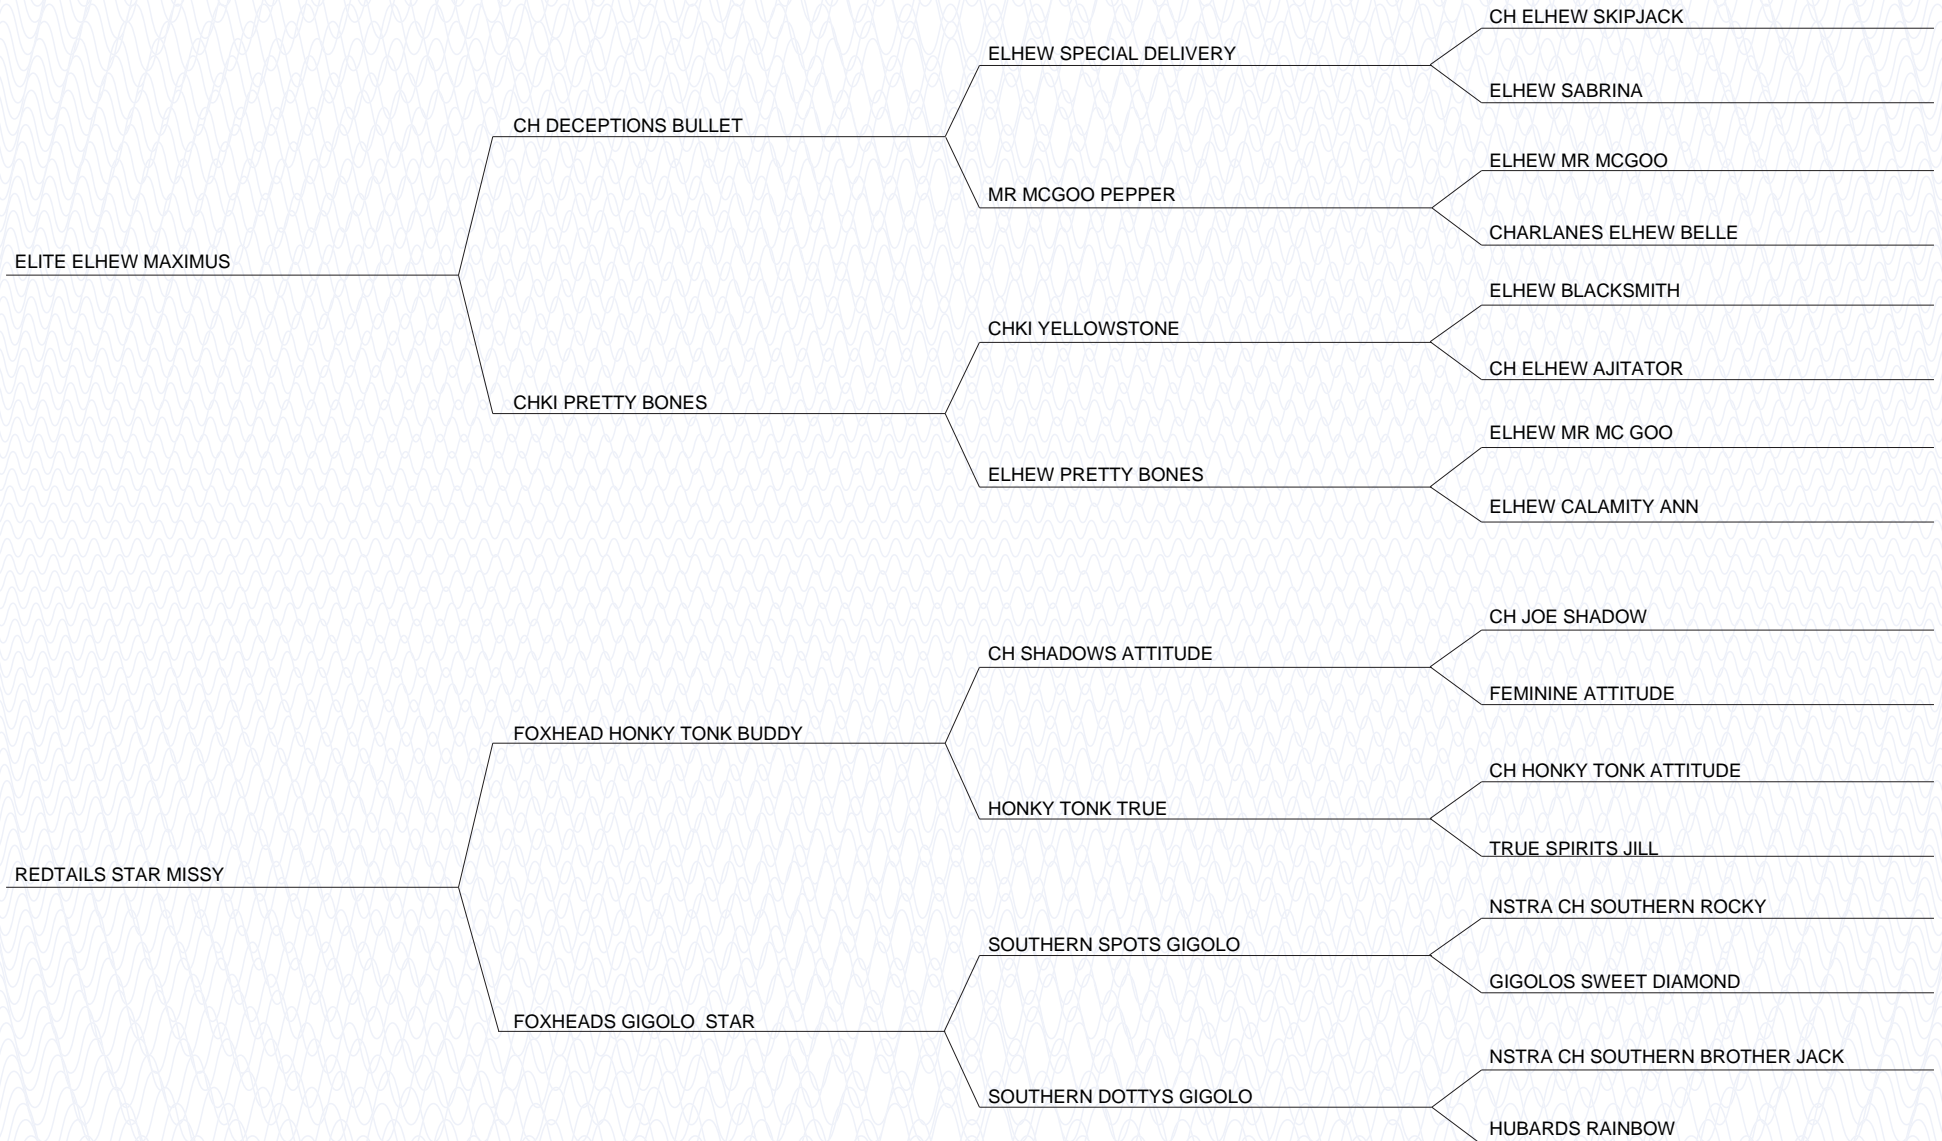 CH ELHEW SKIPJACK
ELHEW SPECIAL DELIVERY
ELHEW SABRINA
CH DECEPTIONS BULLET
ELHEW MR MCGOO
MR MCGOO PEPPER
CHARLANES ELHEW BELLE
ELITE ELHEW MAXIMUS
ELHEW BLACKSMITH
CHKI YELLOWSTONE
CH ELHEW AJITATOR
CHKI PRETTY BONES
ELHEW MR MC GOO
ELHEW PRETTY BONES
ELHEW CALAMITY ANN
CH JOE SHADOW
CH SHADOWS ATTITUDE
FEMININE ATTITUDE
FOXHEAD HONKY TONK BUDDY
CH HONKY TONK ATTITUDE
HONKY TONK TRUE
TRUE SPIRITS JILL
REDTAILS STAR MISSY
NSTRA CH SOUTHERN ROCKY
SOUTHERN SPOTS GIGOLO
GIGOLOS SWEET DIAMOND
FOXHEADS GIGOLO  STAR
NSTRA CH SOUTHERN BROTHER JACK
SOUTHERN DOTTYS GIGOLO
HUBARDS RAINBOW